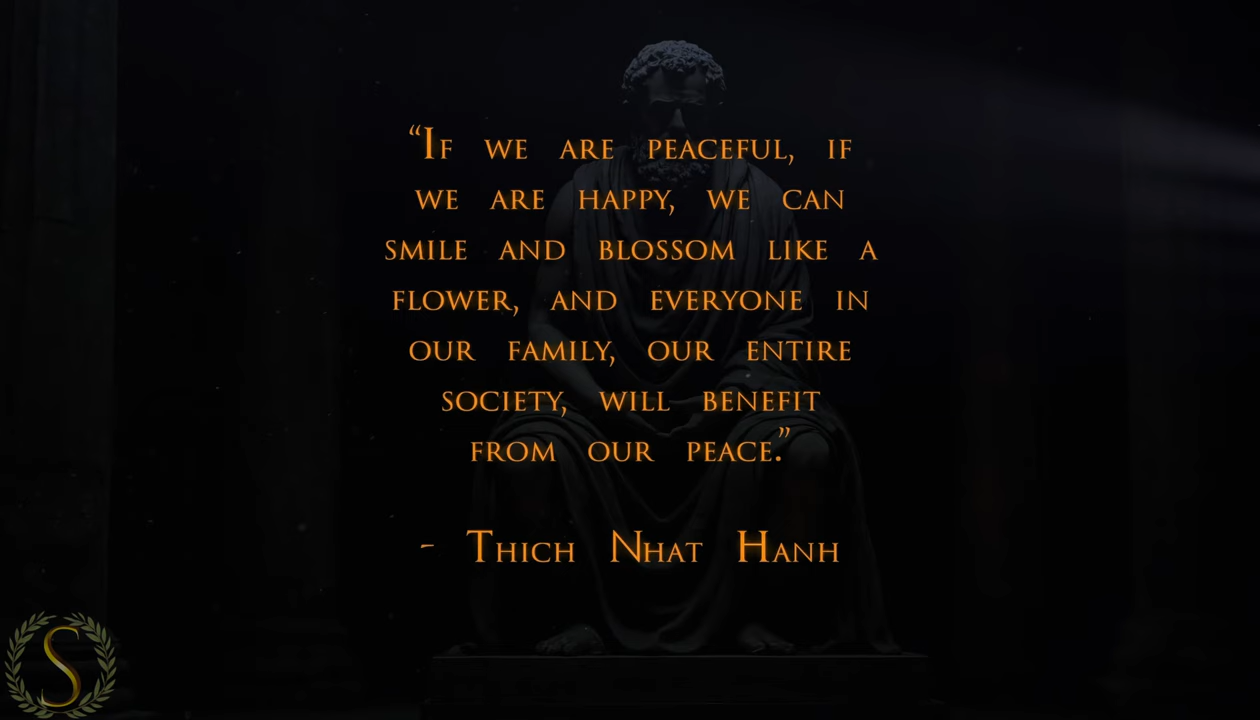 “If we are peaceful, if
we are happy, we can
smile and blossom like a
flower, and everyone in
our family, our entire
society, will benefit
from our peace.”
- Thich Nhat Hanh
S